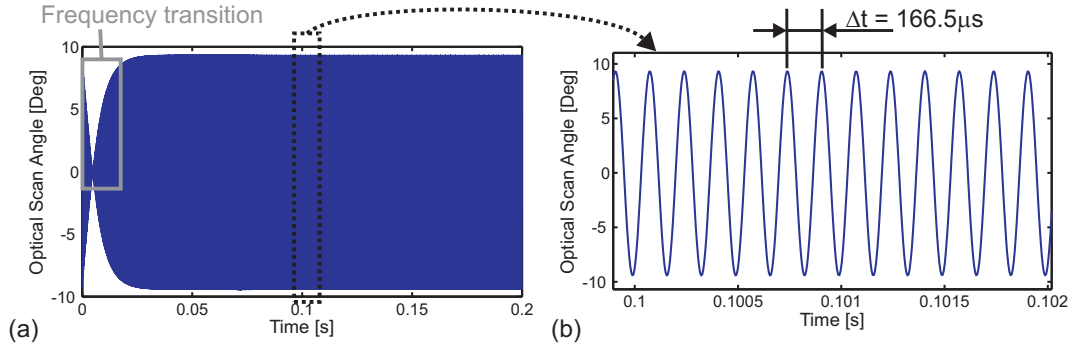 Frequency transition
Δt = 166.5μs
10
5
0
-5
-10
Optical Scan Angle [Deg]
0
0.05
0.1
0.15
0.2
Time [s]
(a)
10
5
0
-5
-10
Optical Scan Angle [Deg]
0.1
0.1005
0.101
0.1015
0.102
Time [s]
(b)